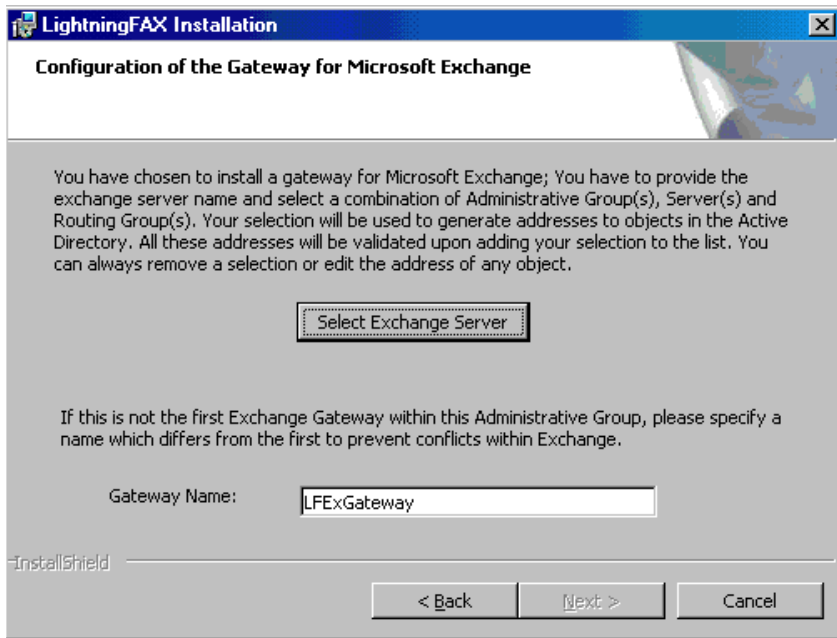 LightningFAX Installation
Configuration of the Gateway for Microsoft Exchange
You have chosen to install a gateway for Microsoft Exchange; You have to provide the
exchange server name and select a combination of Administrative Group(s), Server(s) and
Routing Group(s). Your selection will be used to generate addresses to objects in the Active
Directory. All these addresses will be validated upon adding your selection to the list. You
can always remove a selection or edit the address of any object.
Select Exchange Server
If this is not the first Exchange Gateway within this Administrative Group, please specify a
name which differs from the first to prevent conflicts within Exchange.
Gateway Name: LFExGateway
InstallShield
< Back Next > Cancel